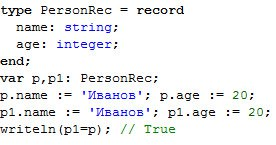 type PersonRec = record
  name: string;
  age: integer;
end;
var p,p1: PersonRec;
p.name := 'Иванов'; p.age := 20;
p1.name := 'Иванов'; p1.age := 20;
writeln(p1=p); // True